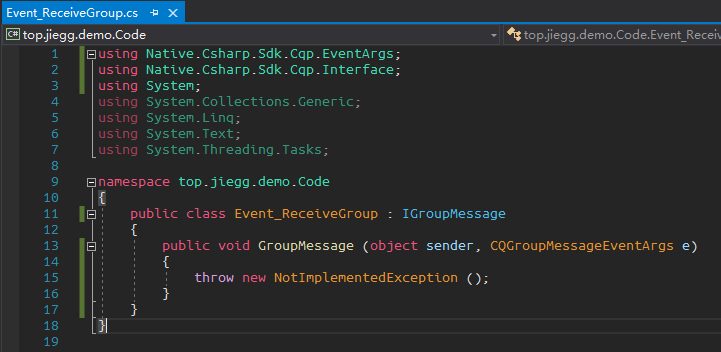 Event_ReceiveGroup.cs
C# top.jiegg.demo.Code
top.jiegg.demo.Code.Event_Recei
1 using Native.Csharp.Sdk.Cqp.EventArgs;
2 using Native.Csharp.Sdk.Cqp.Interface;
3 using System;
4 using System.Collections.Generic;
5 using System.Linq;
6 using System.Text;
7 using System.Threading.Tasks;
8
9 namespace top.jiegg.demo.Code
10 {
11 public class Event_ReceiveGroup : IGroupMessage
12 {
13 public void GroupMessage (object sender, CQGroupMessageEventArgs e)
14 {
15 throw new NotImplementedException ();
16 }
17 }
18 }
19